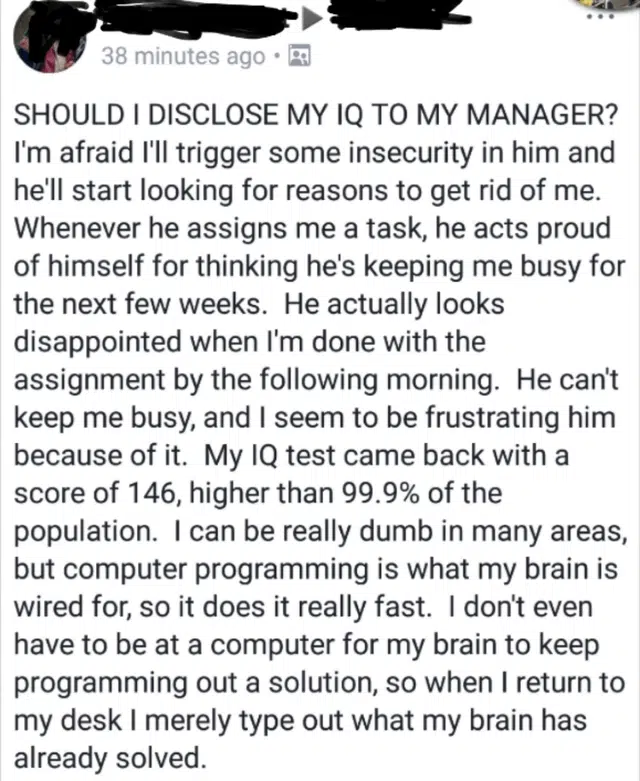 38 minutes ago ·
SHOULD I DISCLOSE MY IQ TO MY MANAGER?
I'm afraid I'll trigger some insecurity in him and
he'll start looking for reasons to get rid of me.
Whenever he assigns me a task, he acts proud
of himself for thinking he's keeping me busy for
the next few weeks.  He actually looks
disappointed when I'm done with the
assignment by the following morning.  He can't
keep me busy, and I seem to be frustrating him
because of it.  My IQ test came back with a
score of 146, higher than 99.9% of the
population.  I can be really dumb in many areas,
but computer programming is what my brain is
wired for, so it does it really fast.  I don't even
have to be at a computer for my brain to keep
programming out a solution, so when I return to
my desk I merely type out what my brain has
already solved.